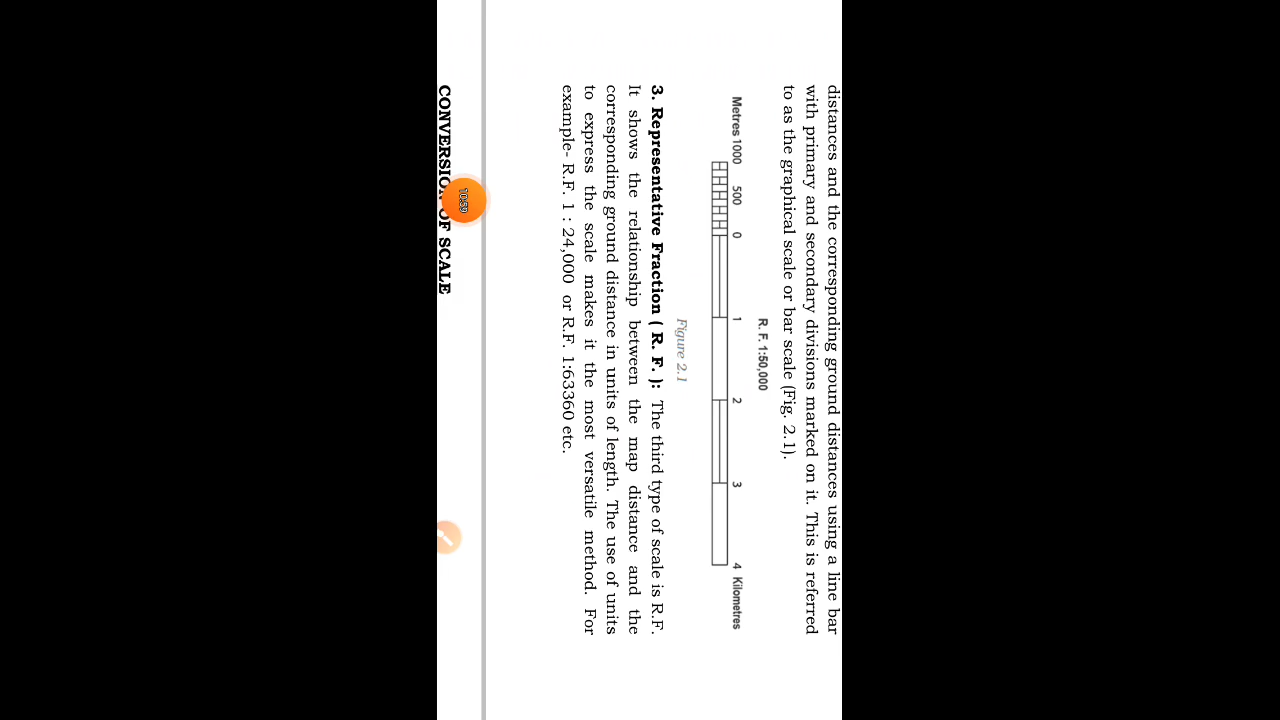 distances and the corresponding ground distances using a line bar
with primary and secondary divisions marked on it. This is referred
to as the graphical scale or bar scale (Fig. 2.1).
R. F. 1:50,000
Metres 1000 500 0 1 2 3 4 Kilometres
Figure 2.1
3. Representative Fraction ( R. F. ): The third type of scale is R.F.
It shows the relationship between the map distance and the
corresponding ground distance in units of length. The use of units
to express the scale makes it the most versatile method. For
example- R.F. 1 : 24,000 or R.F. 1:63360 etc.
10:59
CONVERSION OF SCALE